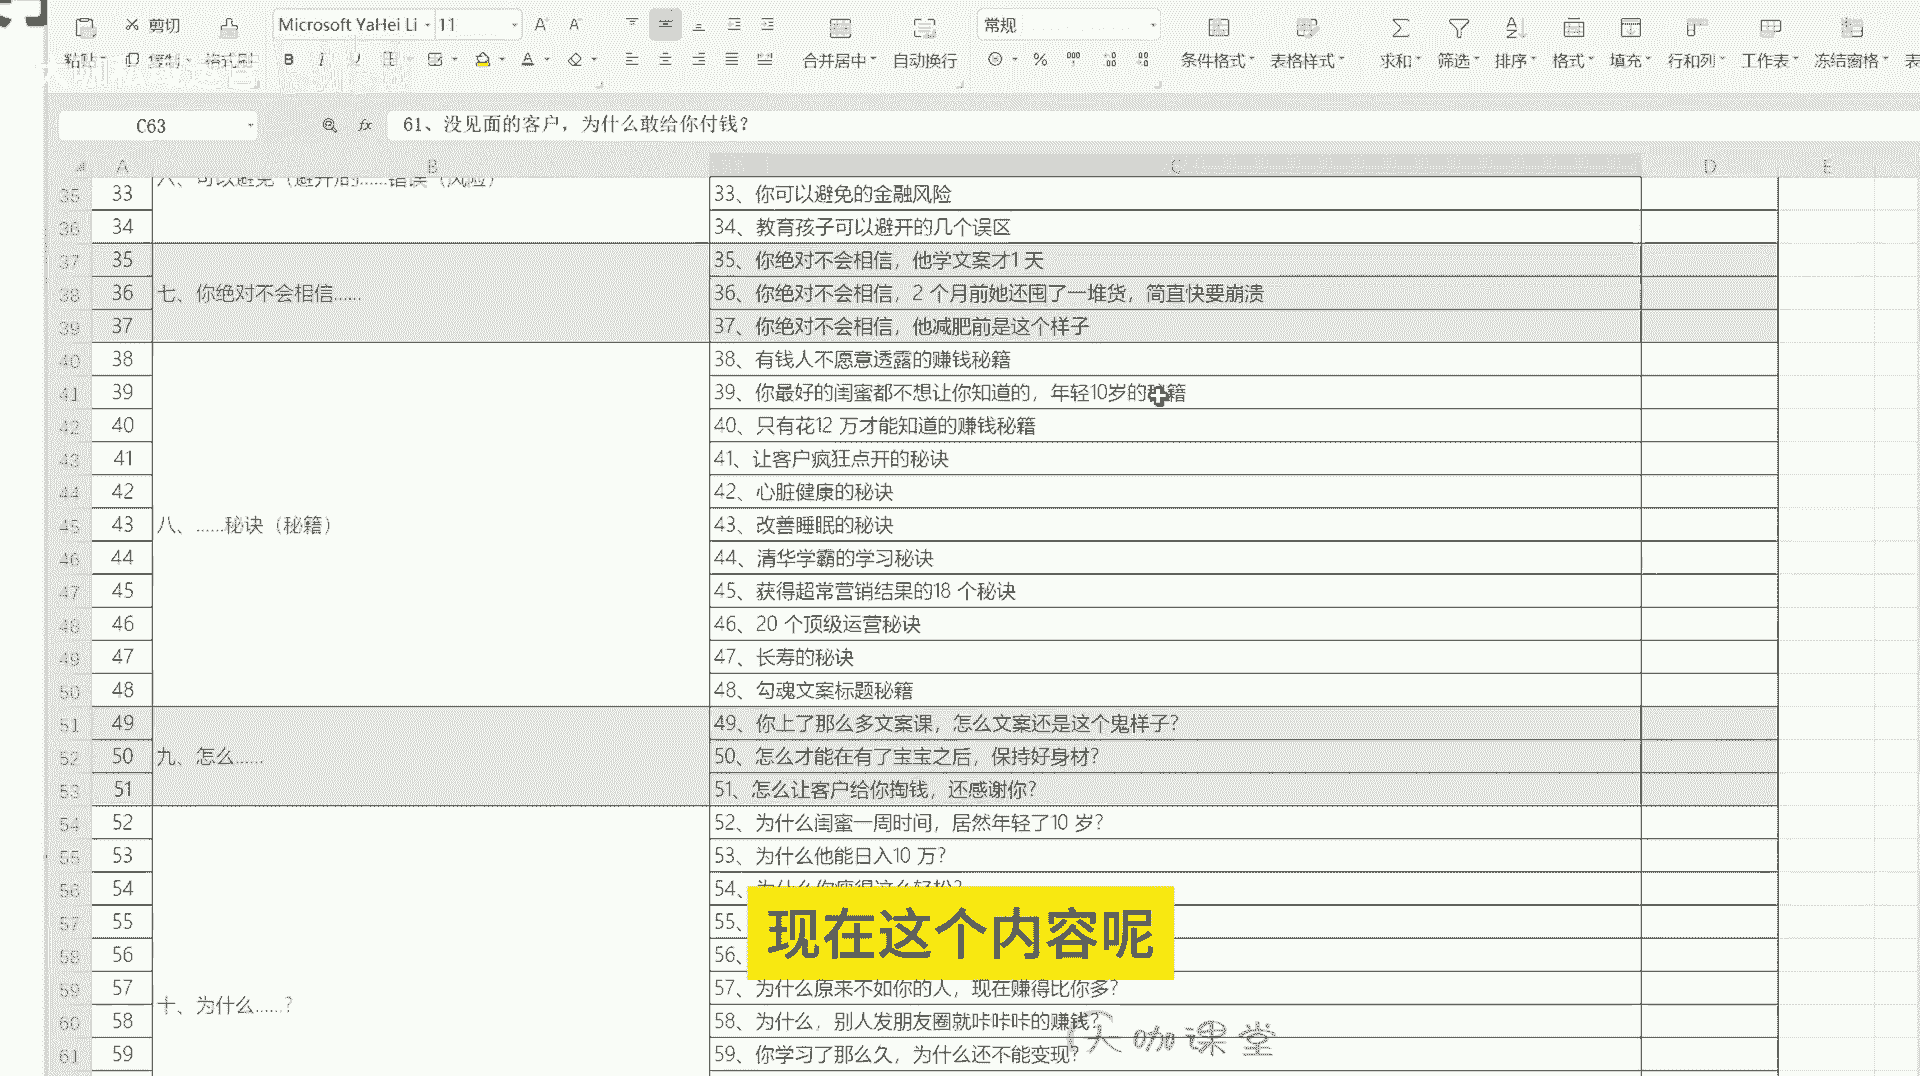 剪切 Microsoft YaHei Li 11 A A 常规
粘贴 复制 格式刷 B I U A 合并居中 自动换行 % 条件格式 表格样式 求和 筛选 排序 格式 填充 行和列 工作表 冻结窗格 表
C63 fx 61、没见面的客户，为什么敢给你付钱？
A B C D E
35 33 六、可以避免（避开的……错误（风险） 33、你可以避免的金融风险
36 34 34、教育孩子可以避开的几个误区
37 35 35、你绝对不会相信，他学文案才1 天
38 36 七、你绝对不会相信…… 36、你绝对不会相信，2 个月前她还囤了一堆货，简直快要崩溃
39 37 37、你绝对不会相信，他减肥前是这个样子
40 38 38、有钱人不愿意透露的赚钱秘籍
41 39 39、你最好的闺蜜都不想让你知道的，年轻10岁的秘籍
42 40 40、只有花12 万才能知道的赚钱秘籍
43 41 41、让客户疯狂点开的秘诀
44 42 42、心脏健康的秘诀
45 43 八、……秘诀（秘籍） 43、改善睡眠的秘诀
46 44 44、清华学霸的学习秘诀
47 45 45、获得超常营销结果的18 个秘诀
48 46 46、20 个顶级运营秘诀
49 47 47、长寿的秘诀
50 48 48、勾魂文案标题秘籍
51 49 49、你上了那么多文案课，怎么文案还是这个鬼样子？
52 50 九、怎么…… 50、怎么才能在有了宝宝之后，保持好身材？
53 51 51、怎么让客户给你掏钱，还感谢你？
54 52 52、为什么闺蜜一周时间，居然年轻了10 岁？
55 53 53、为什么他能日入10 万？
56 54 54、为什么你瘦得这么轻松？
57 55 55、
58 56 56、
现在这个内容呢
59 57 57、为什么原来不如你的人，现在赚得比你多？
十、为什么……？
60 58 58、为什么，别人发朋友圈就咔咔咔的赚钱？
61 59 59、你学习了那么久，为什么还不能变现？
天咖课堂